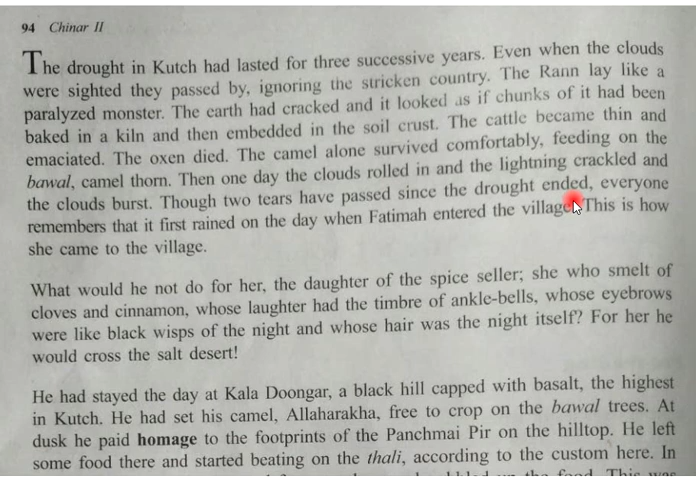 94 Chinar II
The drought in Kutch had lasted for three successive years. Even when the clouds
were sighted they passed by, ignoring the stricken country. The Rann lay like a
paralyzed monster. The earth had cracked and it looked as if chunks of it had been
baked in a kiln and then embedded in the soil crust. The cattle became thin and
emaciated. The oxen died. The camel alone survived comfortably, feeding on the
bawal, camel thorn. Then one day the clouds rolled in and the lightning crackled and
the clouds burst. Though two tears have passed since the drought ended, everyone
remembers that it first rained on the day when Fatimah entered the village. This is how
she came to the village.
What would he not do for her, the daughter of the spice seller; she who smelt of
cloves and cinnamon, whose laughter had the timbre of ankle-bells, whose eyebrows
were like black wisps of the night and whose hair was the night itself? For her he
would cross the salt desert!
He had stayed the day at Kala Doongar, a black hill capped with basalt, the highest
in Kutch. He had set his camel, Allaharakha, free to crop on the bawal trees. At
dusk he paid homage to the footprints of the Panchmai Pir on the hilltop. He left
some food there and started beating on the thali, according to the custom here. In
the food. This was